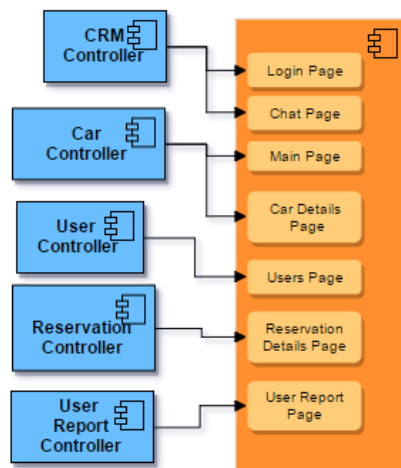 CRM
Controller
Login Page
Chat Page
Car
Controller
Main Page
Car Details
Page
User
Controller
Users Page
Reservation
Controller
Reservation
Details Page
User
Report
Controller
User Report
Page